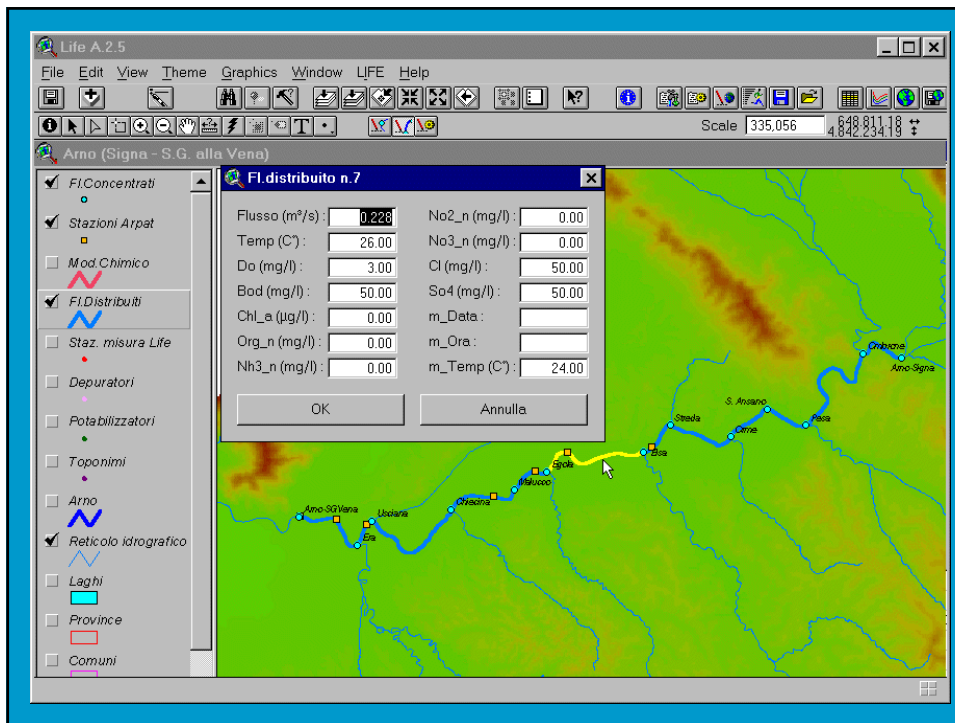 Life A.2.5
File Edit View Theme Graphics Window LIFE Help
Scale 335,056 648.811.18
4.842.234.19
Arno (Signa - S.G. alla Vena)
Fl.Concentrati
Stazioni Arpat
Mod.Chimico
Fl.Distribuiti
Staz. misura Life
Depuratori
Potabilizzatori
Toponimi
Arno
Reticolo idrografico
Laghi
Province
Comuni
Fl.distribuito n.7
Flusso (m³/s) : 0.228 No2_n (mg/l) : 0.00
Temp (C°) : 26.00 No3_n (mg/l) : 0.00
Do (mg/l) : 3.00 Cl (mg/l) : 50.00
Bod (mg/l) : 50.00 So4 (mg/l) : 50.00
Chl_a (µg/l) : 0.00 m_Data :
Org_n (mg/l) : 0.00 m_Ora :
Nh3_n (mg/l) : 0.00 m_Temp (C°) : 24.00
OK Annulla
Ombrone
Arno-Signa
S. Ansano
Pesa
Strada
Orme
Elsa
Egola
Chiecina
Arno-SGVena
Usciana
Era